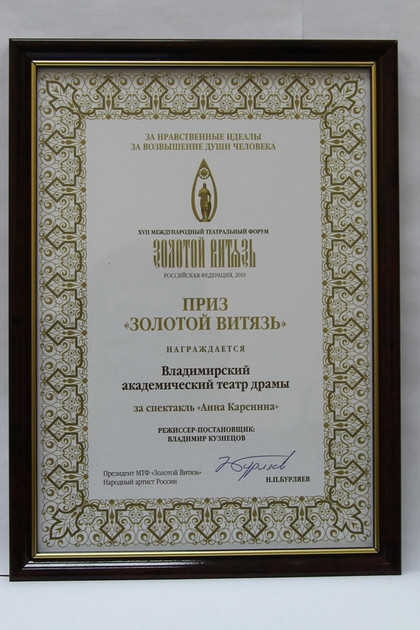 ЗА НРАВСТВЕННЫЕ ИДЕАЛЫ
ЗА ВОЗВЫШЕНИЕ ДУШИ ЧЕЛОВЕКА
XVII МЕЖДУНАРОДНЫЙ ТЕАТРАЛЬНЫЙ ФОРУМ
ЗОЛОТОЙ ВИТЯЗЬ
РОССИЙСКАЯ ФЕДЕРАЦИЯ, 2019
ПРИЗ
«ЗОЛОТОЙ ВИТЯЗЬ»
НАГРАЖДАЕТСЯ
Владимирский
академический театр драмы
за спектакль «Анна Каренина»
РЕЖИССЕР-ПОСТАНОВЩИК:
ВЛАДИМИР КУЗНЕЦОВ
Президент МТФ «Золотой Витязь»
Народный артист России
Н.П.БУРЛЯЕВ